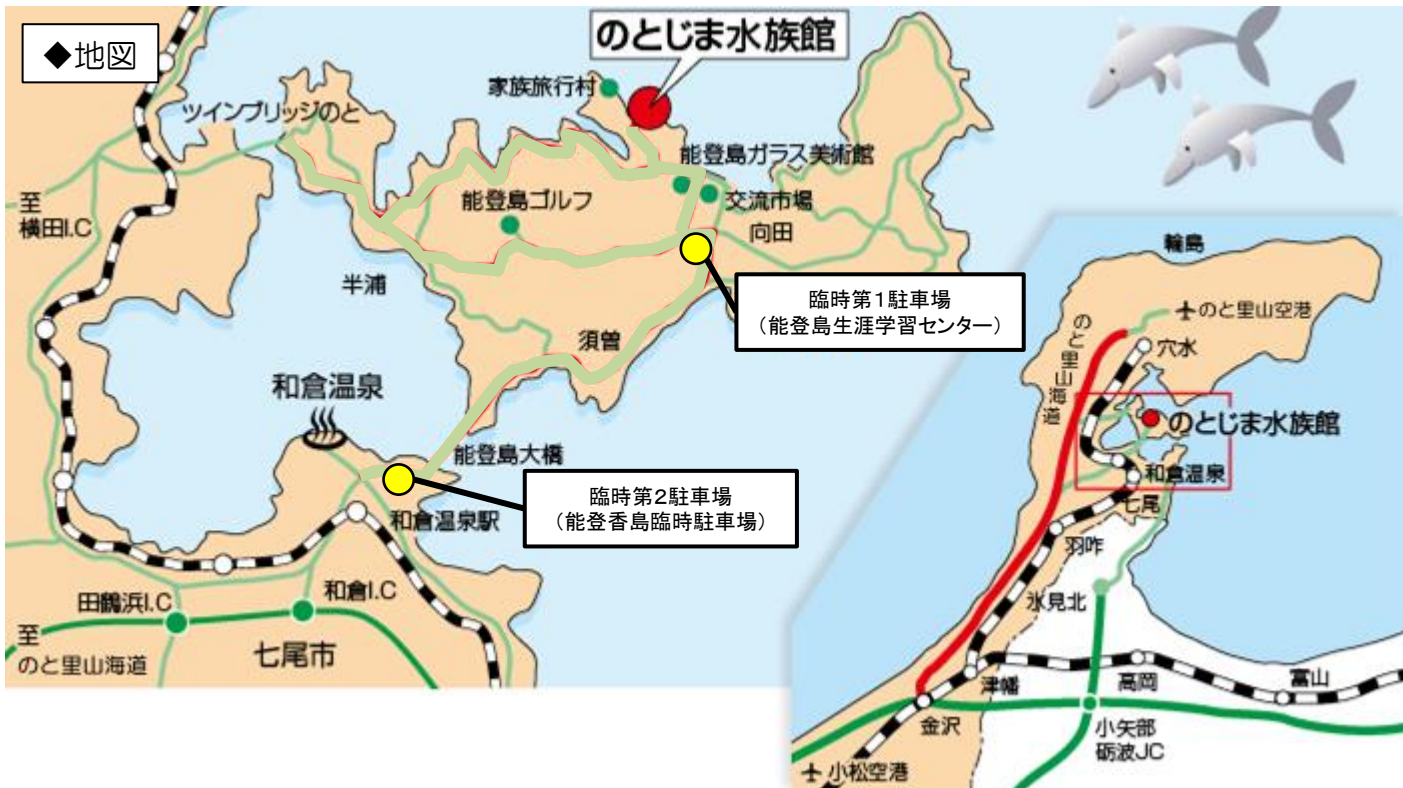 ◆地図
のとじま水族館
家族旅行村
ツインブリッジのと
能登島ガラス美術館
交流市場
向田
能登島ゴルフ
至
横田I.C
半浦
臨時第1駐車場
(能登島生涯学習センター)
須曽
和倉温泉
能登島大橋
臨時第2駐車場
(能登香島臨時駐車場)
和倉温泉駅
田鶴浜I.C
和倉I.C
至
のと里山海道
七尾市
輪島
のと里山空港
のと里山海道
穴水
のとじま水族館
和倉温泉
七尾
羽咋
氷見北
津幡
高岡
富山
金沢
小矢部
砺波JC
小松空港